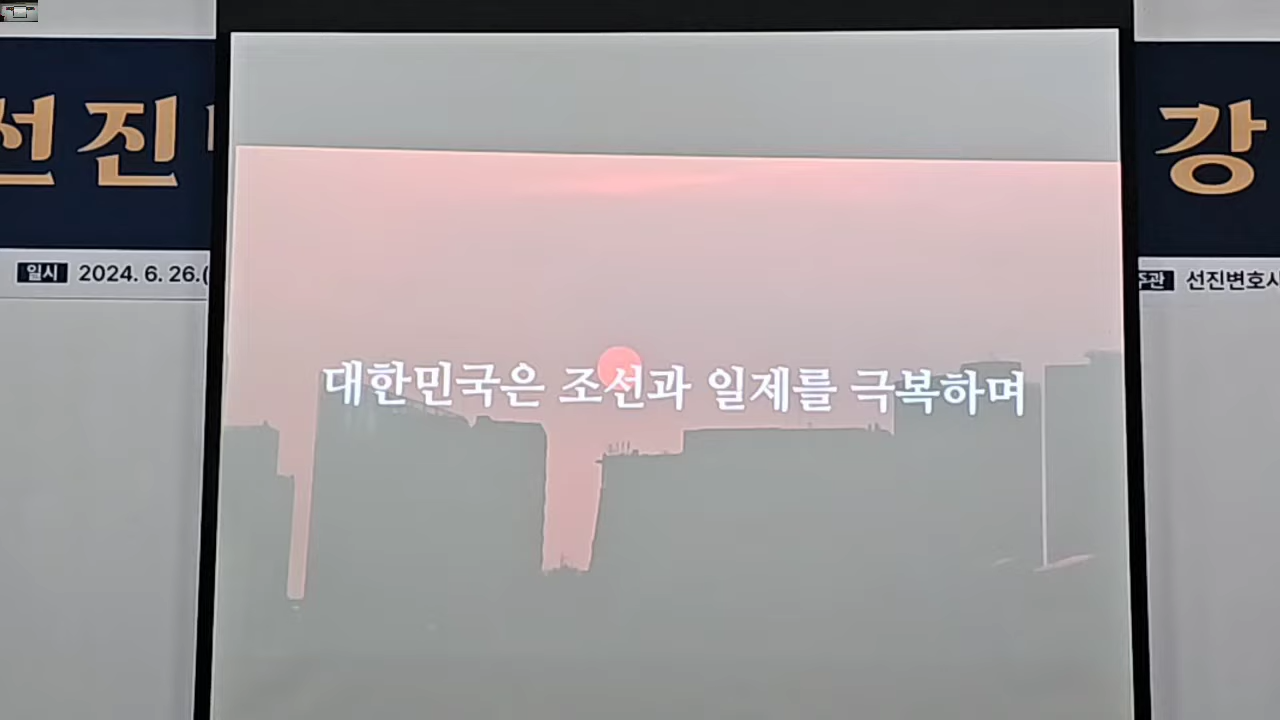 선진
강
일시 2024. 6. 26.(
주관 선진변호사
대한민국은 조선과 일제를 극복하며